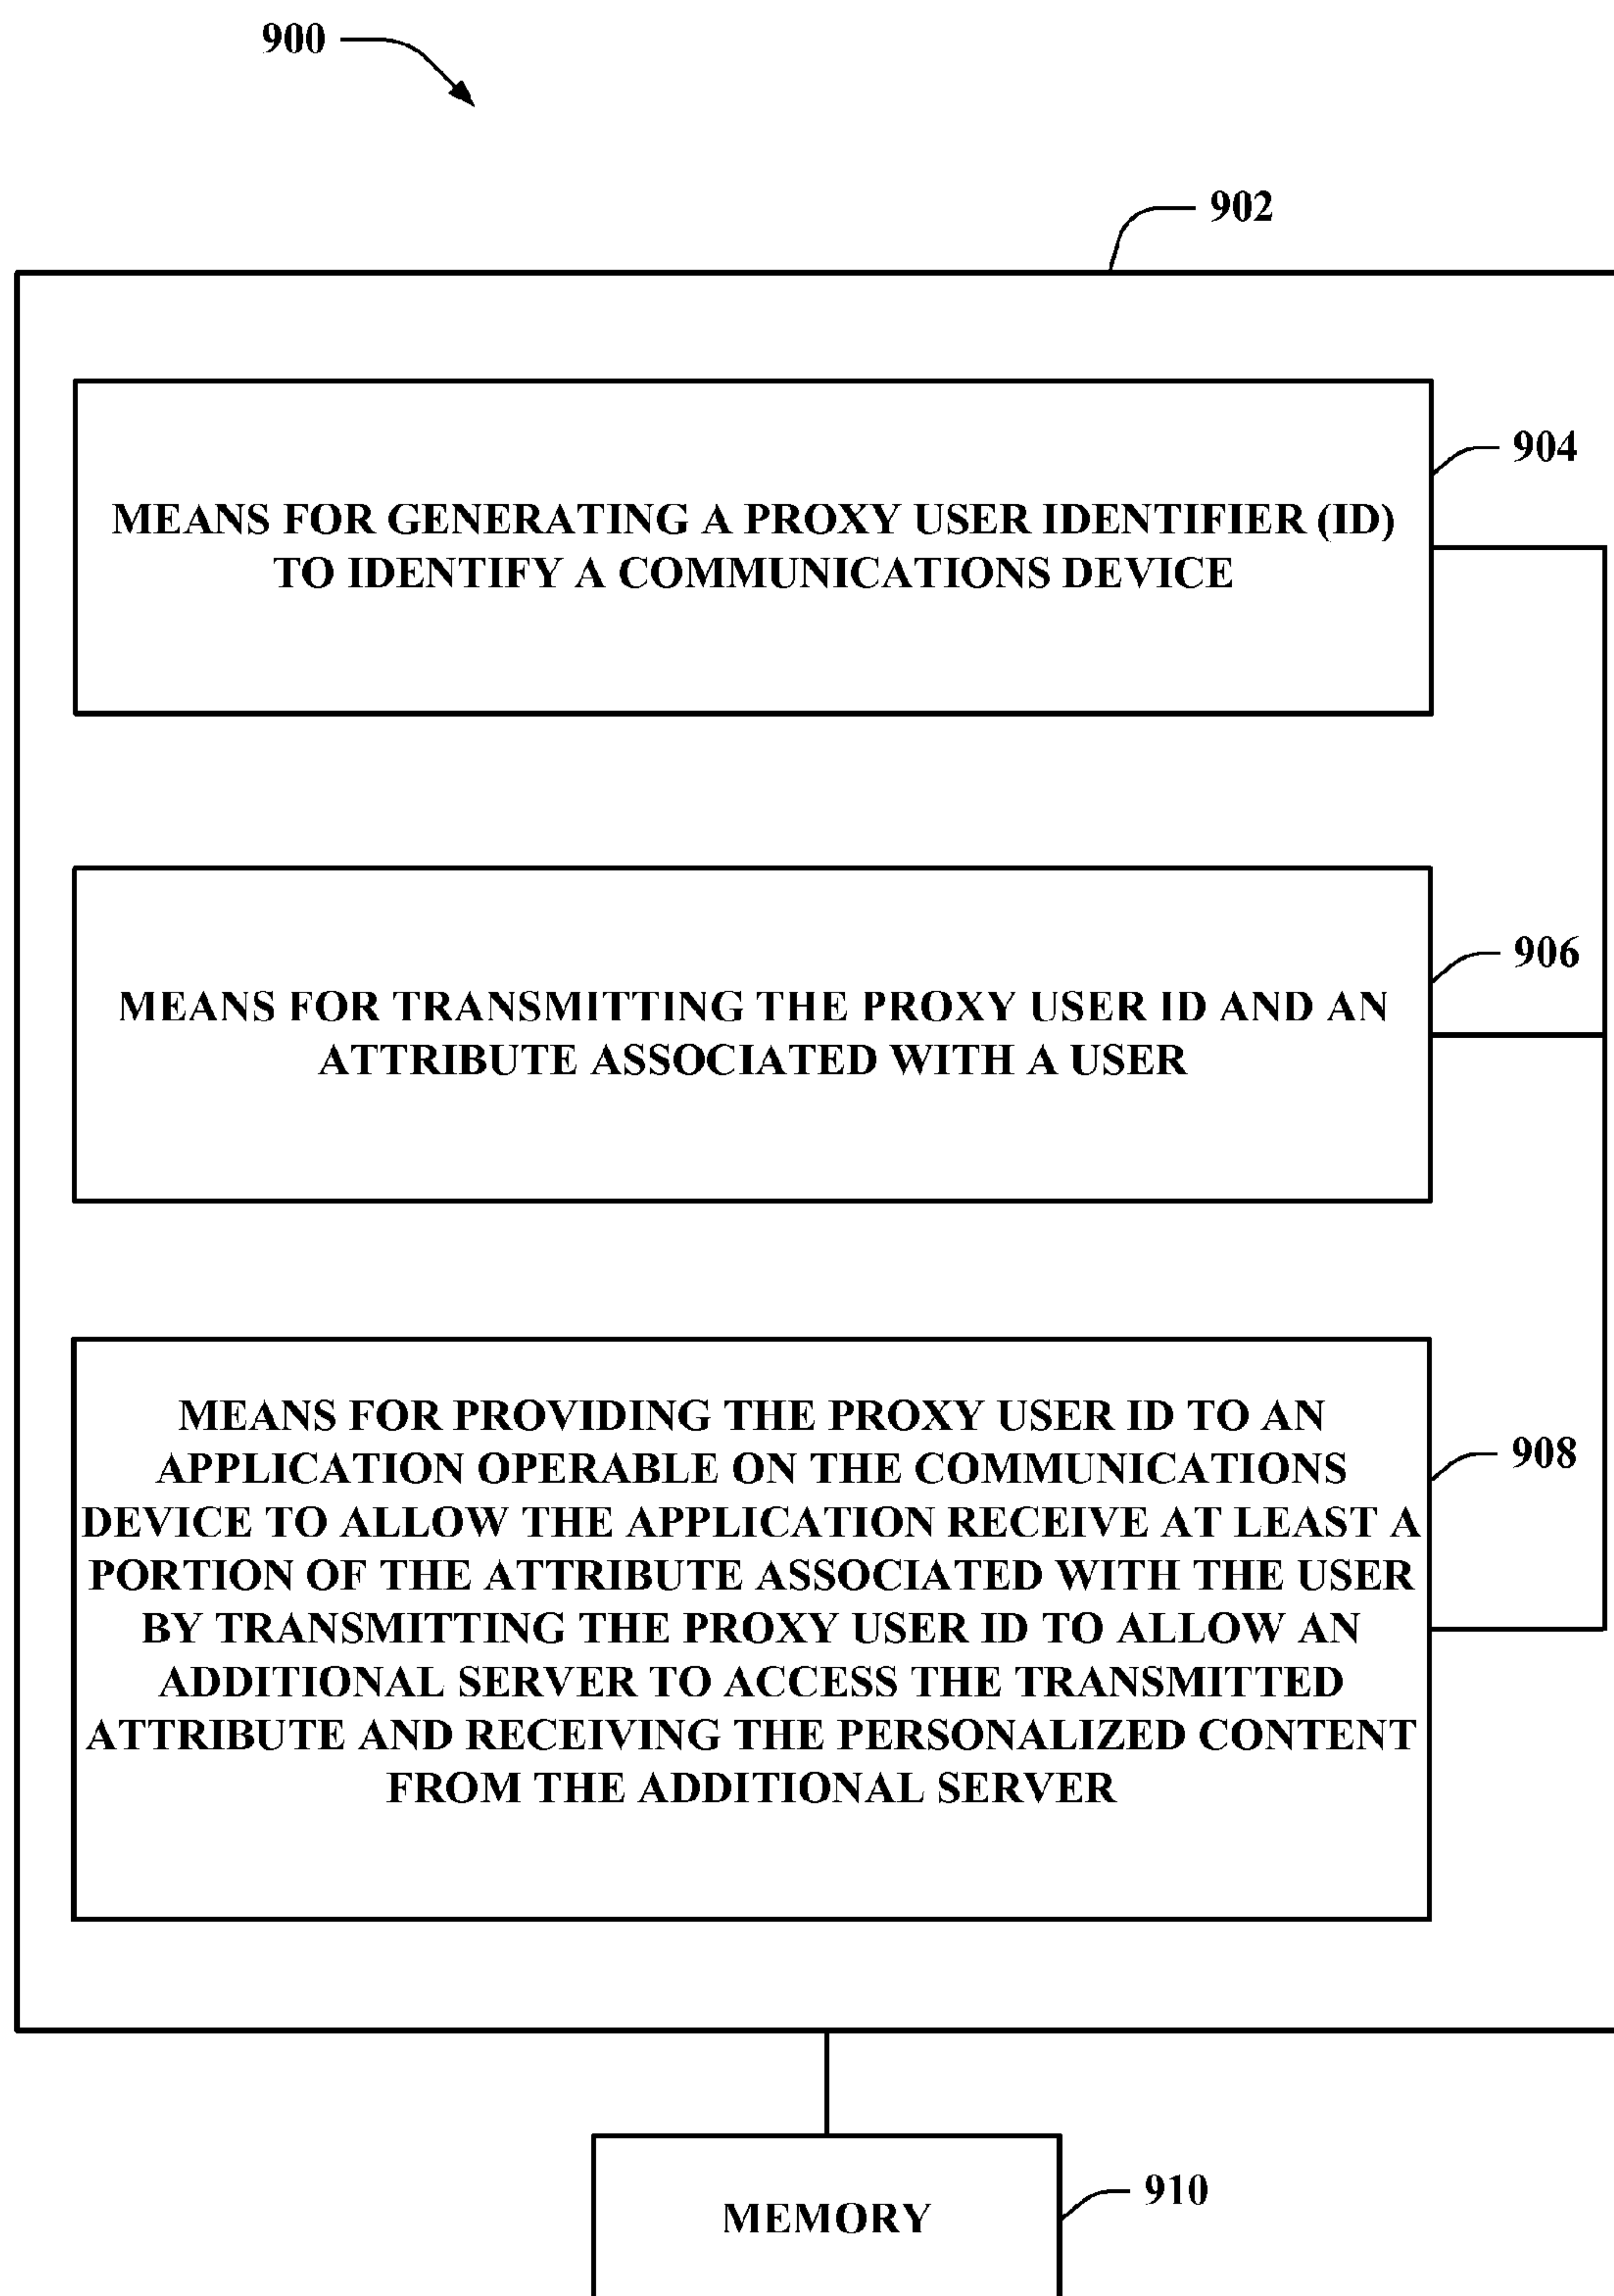 900
902
904
MEANS FOR GENERATING A PROXY USER IDENTIFIER (ID)
TO IDENTIFY A COMMUNICATIONS DEVICE
906
MEANS FOR TRANSMITTING THE PROXY USER ID AND AN
ATTRIBUTE ASSOCIATED WITH A USER
908
MEANS FOR PROVIDING THE PROXY USER ID TO AN
APPLICATION OPERABLE ON THE COMMUNICATIONS
DEVICE TO ALLOW THE APPLICATION RECEIVE AT LEAST A
PORTION OF THE ATTRIBUTE ASSOCIATED WITH THE USER
BY TRANSMITTING THE PROXY USER ID TO ALLOW AN
ADDITIONAL SERVER TO ACCESS THE TRANSMITTED
ATTRIBUTE AND RECEIVING THE PERSONALIZED CONTENT
FROM THE ADDITIONAL SERVER
910
MEMORY